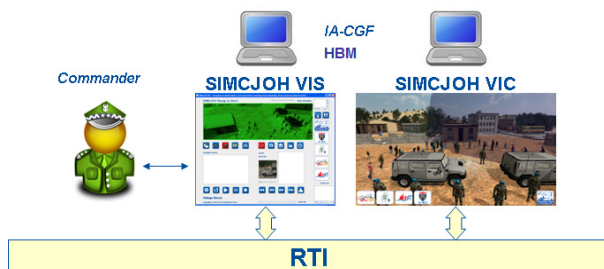 IA-CGF
HBM
Commander
SIMCJOH VIS
SIMCJOH VIC
RTI